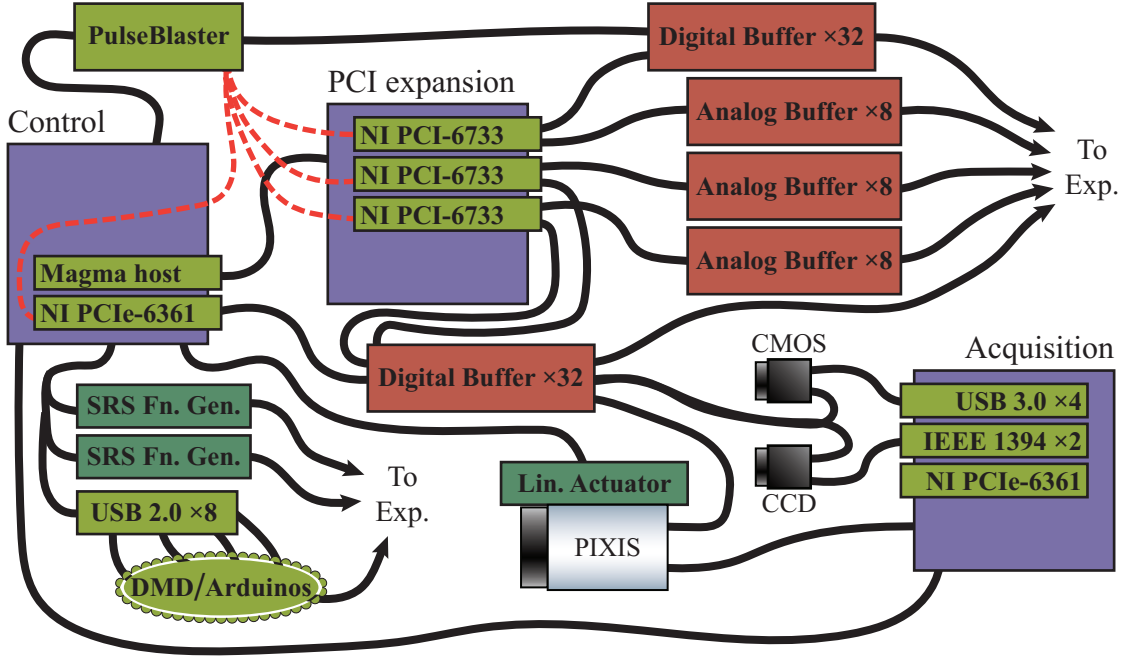 PulseBlaster
Digital Buffer ×32
PCI expansion
Analog Buffer ×8
Control
NI PCI-6733
NI PCI-6733
NI PCI-6733
Analog Buffer ×8
To
Exp.
Analog Buffer ×8
Magma host
NI PCIe-6361
CMOS
Acquisition
Digital Buffer ×32
SRS Fn. Gen.
SRS Fn. Gen.
USB 3.0 ×4
IEEE 1394 ×2
NI PCIe-6361
To
Exp.
Lin. Actuator
CCD
USB 2.0 ×8
PIXIS
DMD/Arduinos